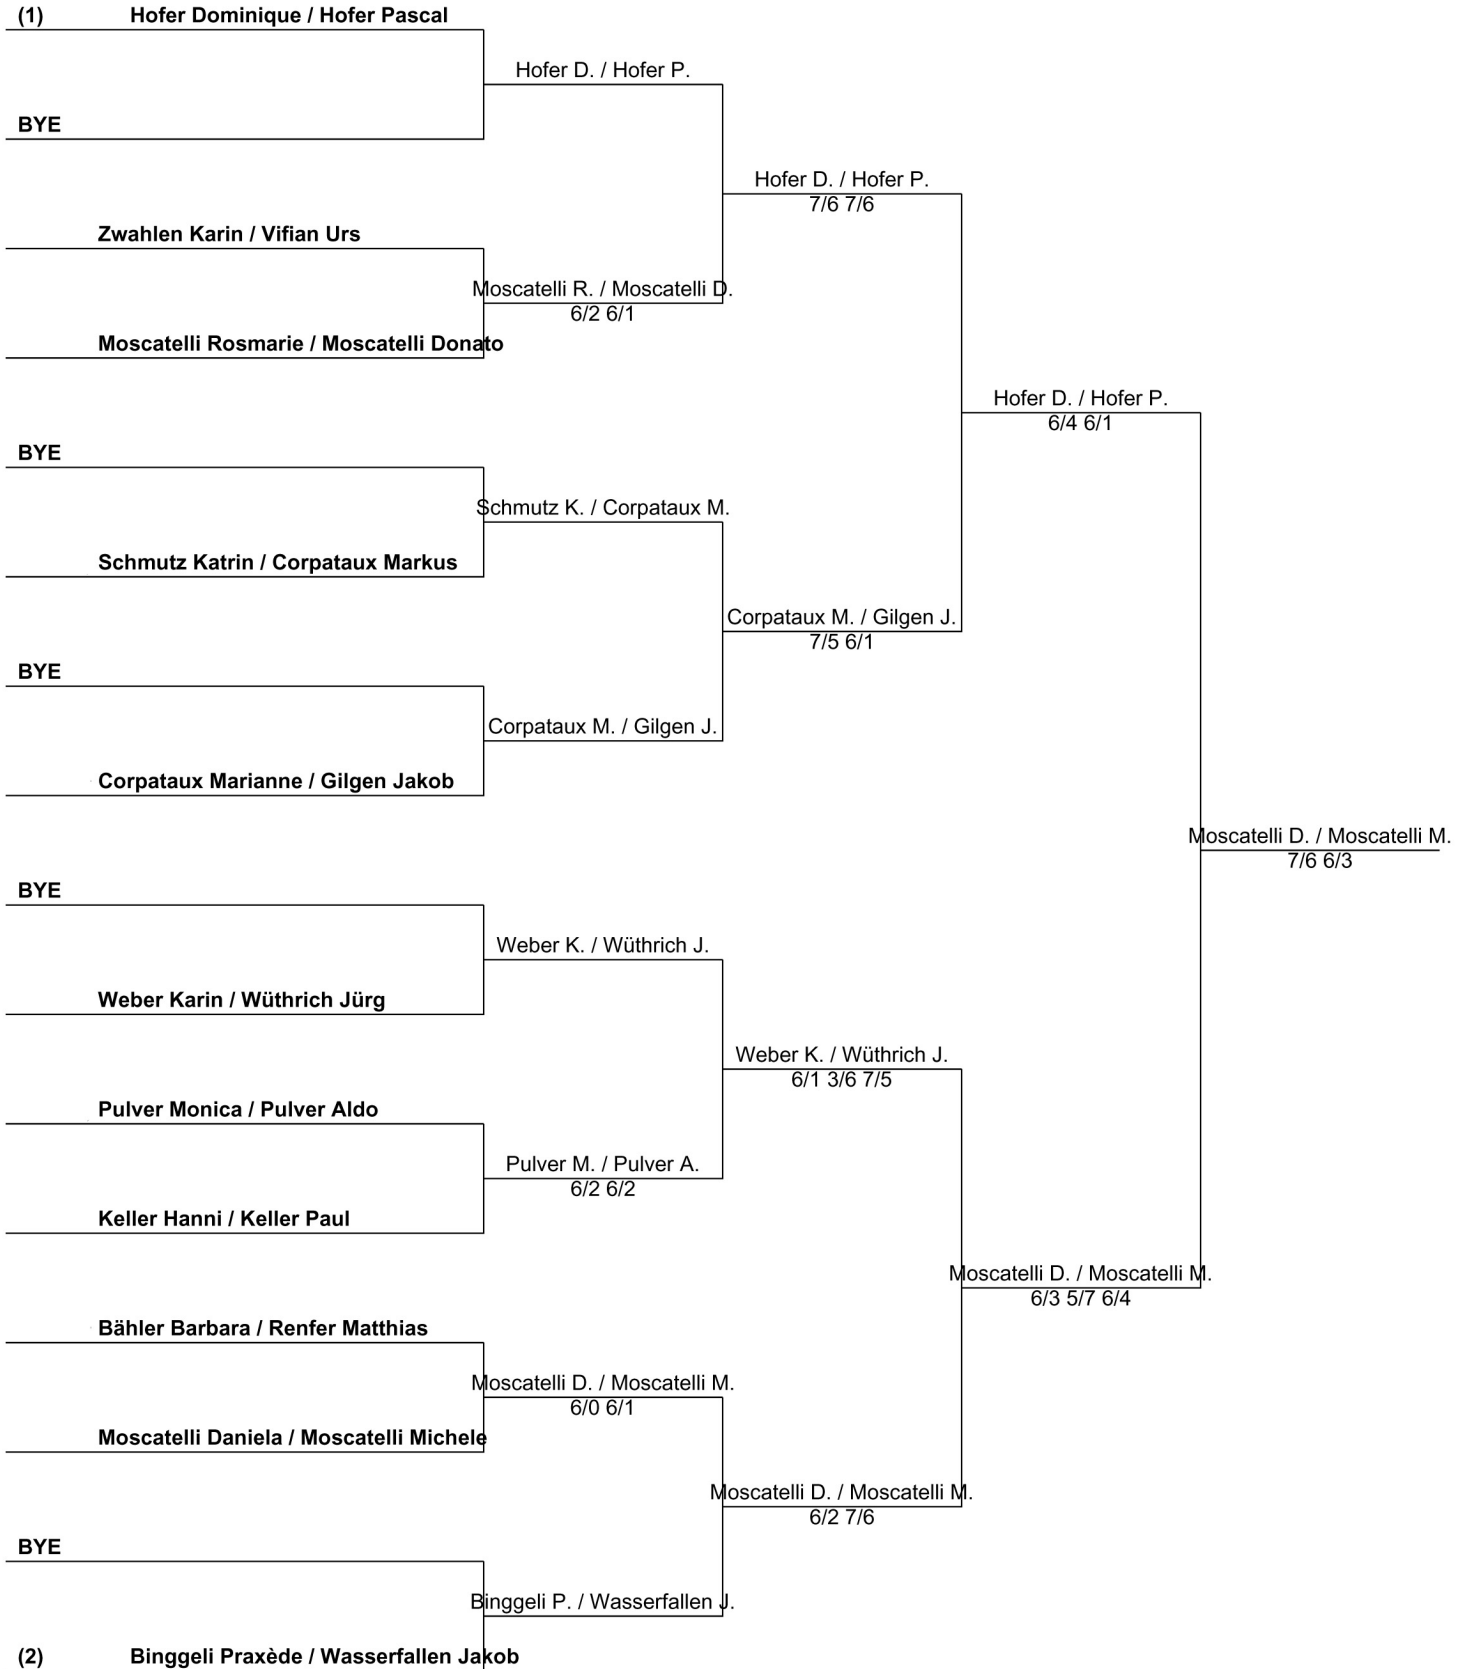 (1) Hofer Dominique / Hofer Pascal
Hofer D. / Hofer P.
BYE
Hofer D. / Hofer P.
7/6 7/6
Zwahlen Karin / Vifian Urs
Moscatelli R. / Moscatelli D.
6/2 6/1
Moscatelli Rosmarie / Moscatelli Donato
Hofer D. / Hofer P.
6/4 6/1
BYE
Schmutz K. / Corpataux M.
Schmutz Katrin / Corpataux Markus
Corpataux M. / Gilgen J.
7/5 6/1
BYE
Corpataux M. / Gilgen J.
Corpataux Marianne / Gilgen Jakob
Moscatelli D. / Moscatelli M.
7/6 6/3
BYE
Weber K. / Wüthrich J.
Weber Karin / Wüthrich Jürg
Weber K. / Wüthrich J.
6/1 3/6 7/5
Pulver Monica / Pulver Aldo
Pulver M. / Pulver A.
6/2 6/2
Keller Hanni / Keller Paul
Moscatelli D. / Moscatelli M.
6/3 5/7 6/4
Bähler Barbara / Renfer Matthias
Moscatelli D. / Moscatelli M.
6/0 6/1
Moscatelli Daniela / Moscatelli Michele
Moscatelli D. / Moscatelli M.
6/2 7/6
BYE
Binggeli P. / Wasserfallen J.
(2) Binggeli Praxède / Wasserfallen Jakob